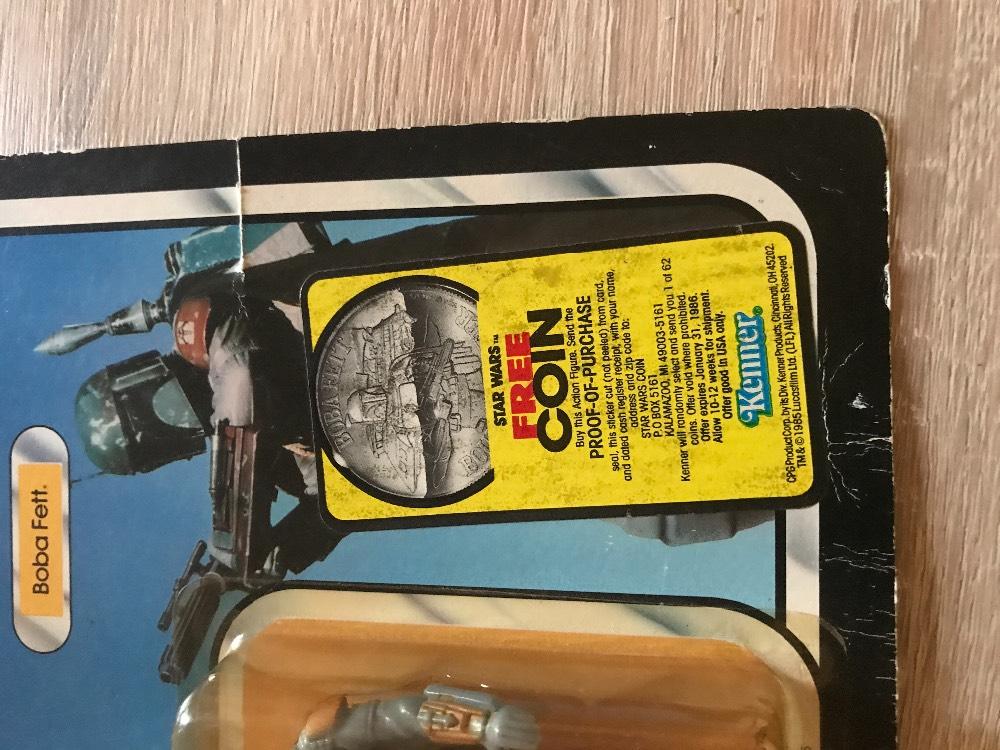 Boba Fett.
STAR WARS™
FREE
COIN
Buy this Action Figure. Send the
PROOF-OF-PURCHASE
seal, this sticker cut (not peeled) from card,
and dated cash register receipt, with your name,
address and zip code to:
STAR WARS COIN
P.O BOX 5161
KALAMAZOO, MI 49003-5161
Kenner will randomly select and send you 1 of 62
coins. Offer void where prohibited.
Offer expires January 31, 1986.
Allow 10-12 weeks for shipment.
Offer good in USA only.
Kenner®
CPG Product Corp. by its Div. Kenner Products, Cincinnati, OH 45202.
TM & © 1985 Lucasfilm Ltd. (LFL) All Rights Reserved